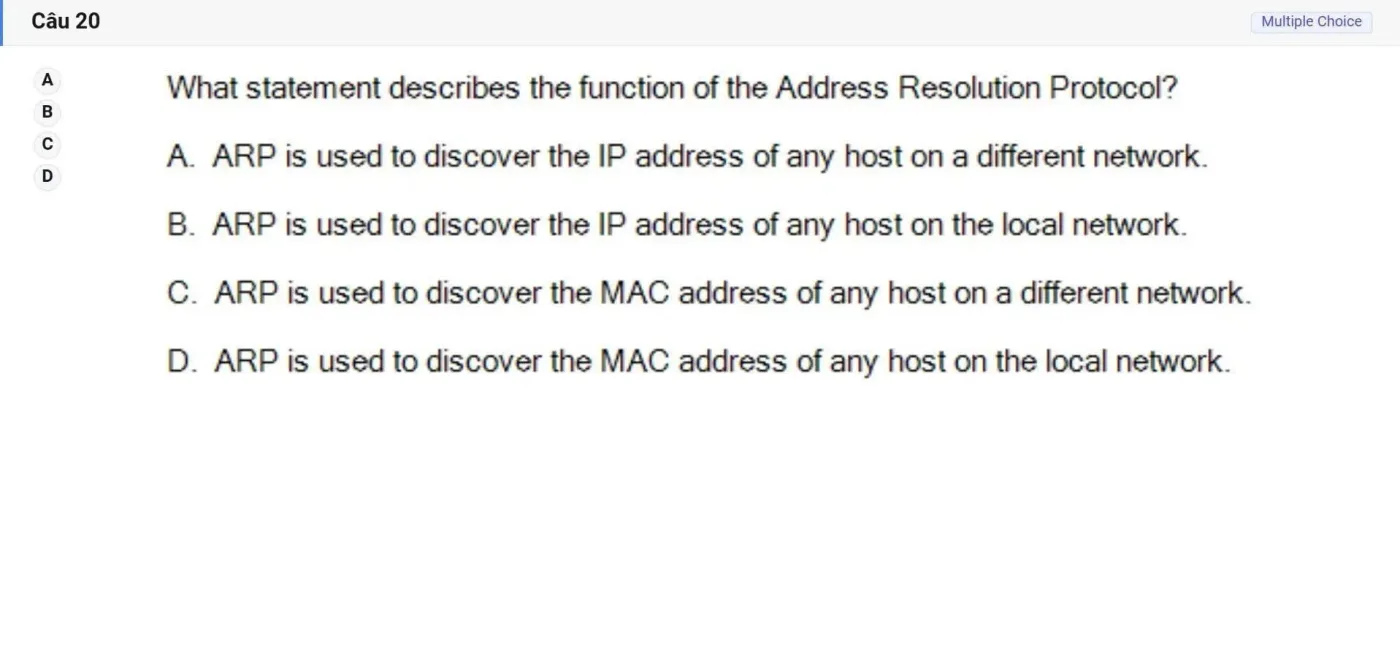 Câu 20
Multiple Choice
A
B
C
D
What statement describes the function of the Address Resolution Protocol?
A. ARP is used to discover the IP address of any host on a different network.
B. ARP is used to discover the IP address of any host on the local network.
C. ARP is used to discover the MAC address of any host on a different network.
D. ARP is used to discover the MAC address of any host on the local network.